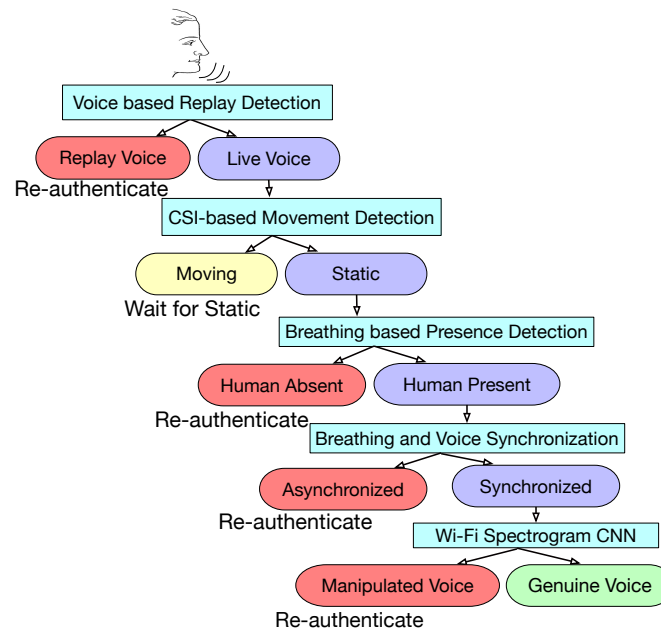 Voice based Replay Detection
Replay Voice
Live Voice
Re-authenticate
CSI-based Movement Detection
Moving
Static
Wait for Static
Breathing based Presence Detection
Human Absent
Human Present
Re-authenticate
Breathing and Voice Synchronization
Asynchronized
Synchronized
Re-authenticate
Wi-Fi Spectrogram CNN
Manipulated Voice
Genuine Voice
Re-authenticate